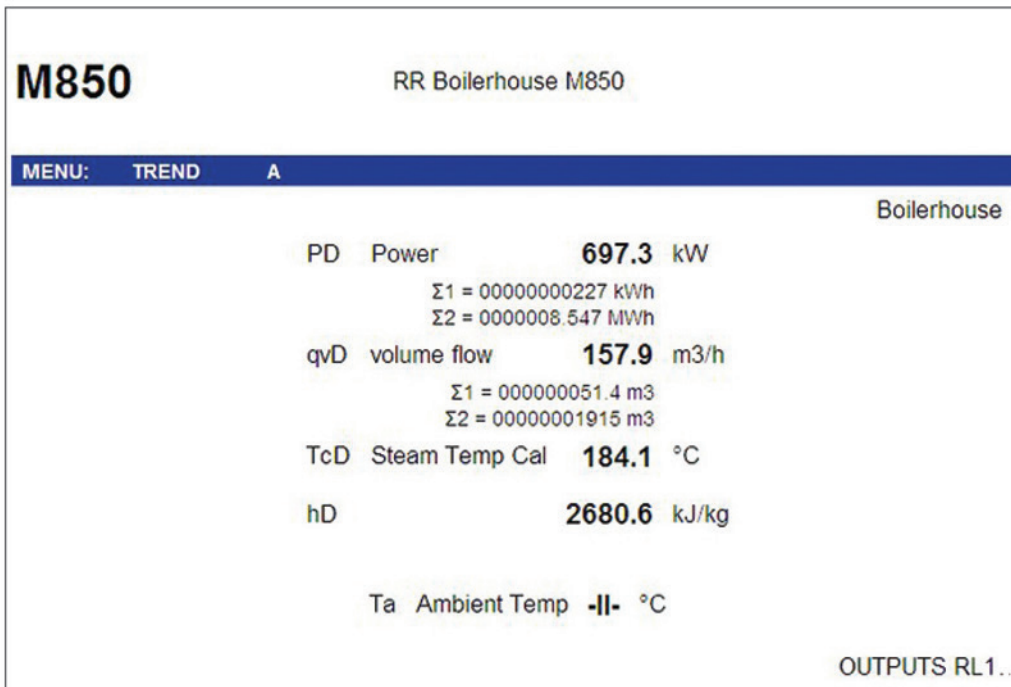 M850 RR Boilerhouse M850
MENU: TREND A
Boilerhouse
PD Power 697.3 kW
Σ1 = 00000000227 kWh
Σ2 = 0000008.547 MWh
qvD volume flow 157.9 m3/h
Σ1 = 000000051.4 m3
Σ2 = 00000001915 m3
TcD Steam Temp Cal 184.1 °C
hD 2680.6 kJ/kg
Ta Ambient Temp -||- °C
OUTPUTS RL1..